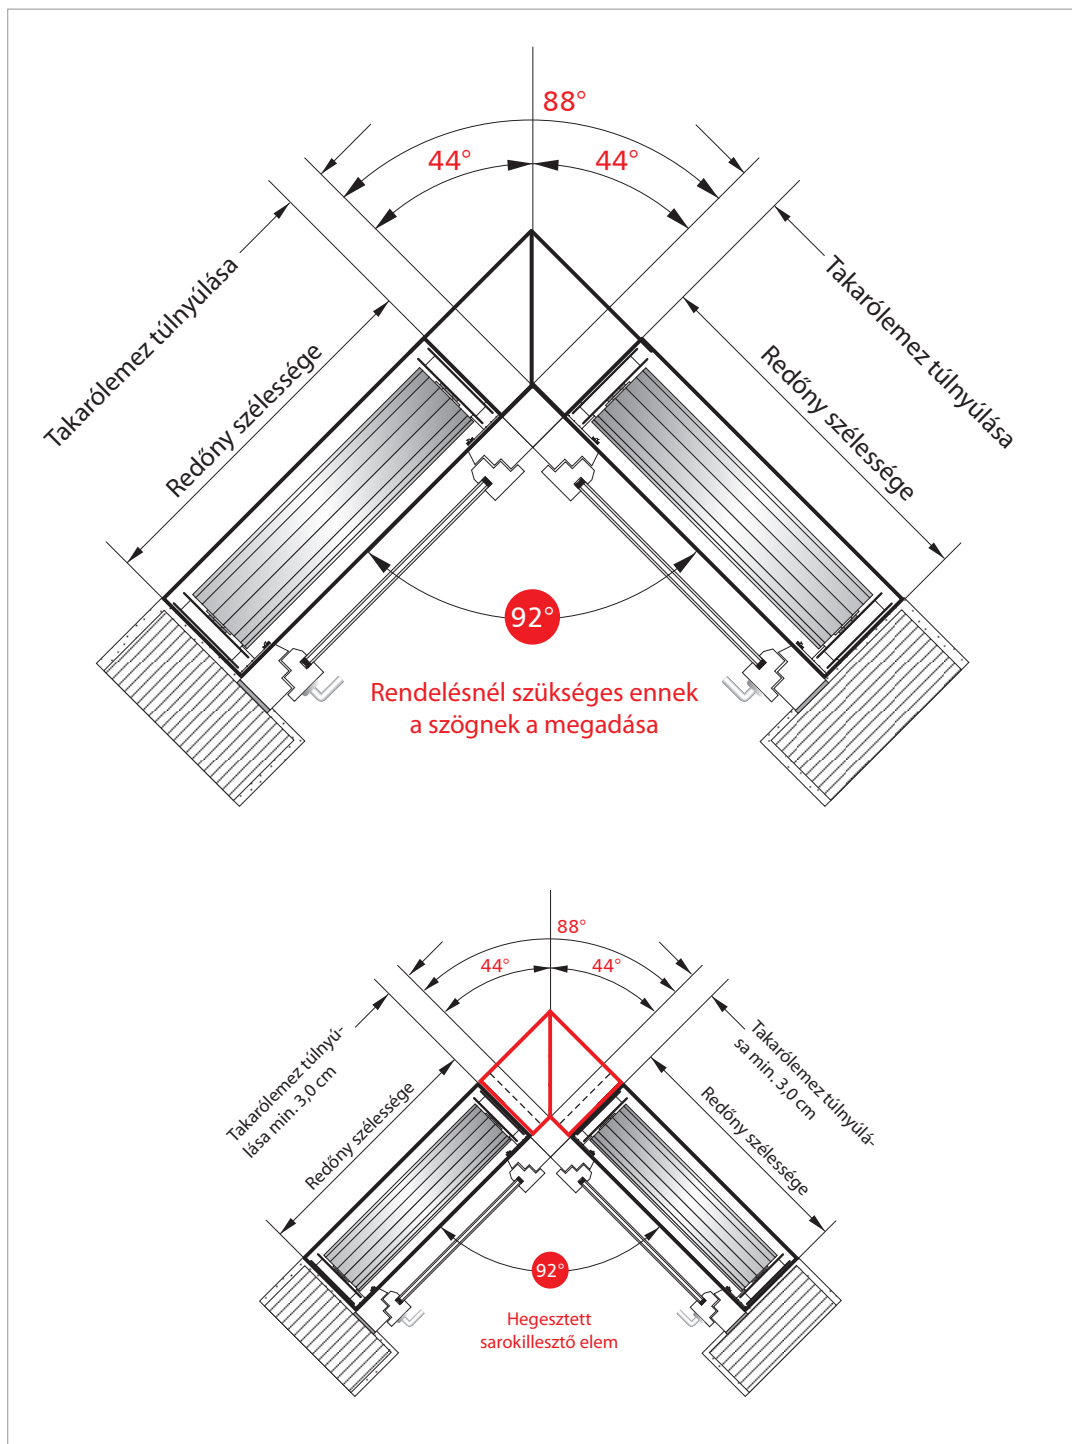 88°
44°
44°
Takarólemez túlnyúlása
Redőny szélessége
Takarólemez túlnyúlása
Redőny szélessége
92°
Rendelésnél szükséges ennek
a szögnek a megadása
88°
44°
44°
Takarólemez túlnyú-
lása min. 3,0 cm
Redőny szélessége
Takarólemez túlnyúlá-
sa min. 3,0 cm
Redőny szélessége
92°
Hegesztett
sarokillesztő elem